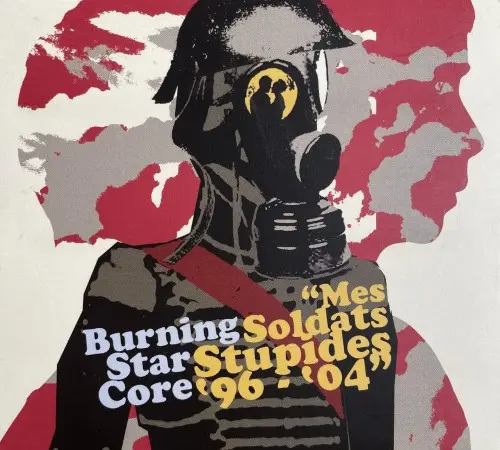 Burning
Star
Core
“Mes
Soldats
Stupides
‘96 - ‘04”